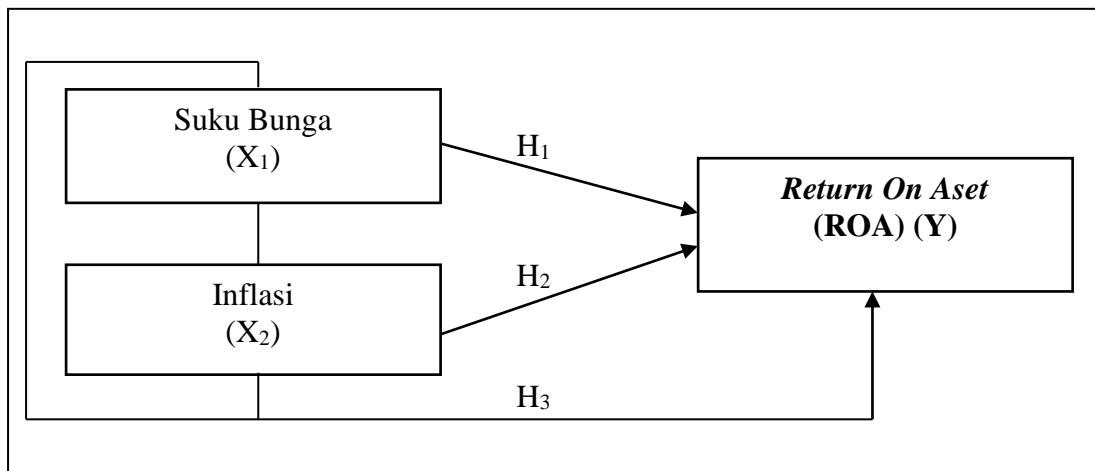 Suku Bunga
(X₁)
H₁
Return On Aset
(ROA) (Y)
Inflasi
(X₂)
H₂
H₃